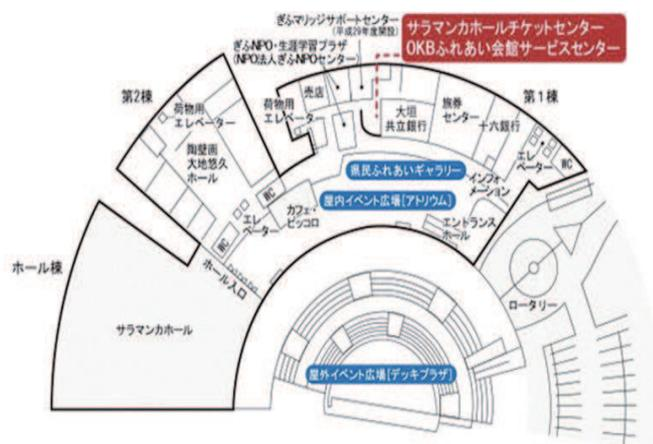 ぎふマリッジサポートセンター
(平成29年度開設)
サラマンカホールチケットセンター
OKBふれあい会館サービスセンター
ぎふNPO・生涯学習プラザ
(NPO法人ぎふNPOセンター)
第2棟
荷物用
エレベーター
陶壁画
大地悠久
ホール
荷物用
エレベーター
売店
大垣
共立銀行
旅券
センター
十六銀行
第1棟
エレ
ベーター
WC
県民ふれあいギャラリー
インフォ
メーション
屋内イベント広場[アトリウム]
WC
カフェ・
ピッコロ
エレ
ベーター
WC
エントランス
ホール
ホール棟
ホール入口
ロータリー
サラマンカホール
屋外イベント広場[デッキプラザ]